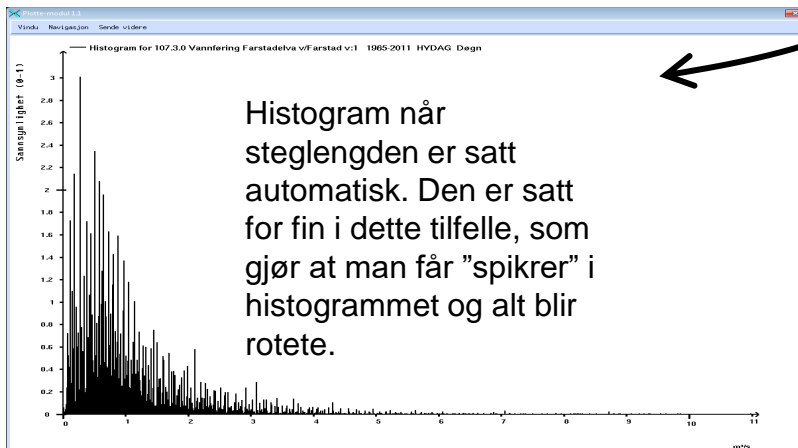 Plotte-modul 3.1
Vindu Navigasjon Sende videre
Histogram for 107.3.0 Vannføring Farstadelva v/Farstad v:1 1965-2011 HYDAG Døgn
Sannsynlighet (0-1)
3
2.8
2.6
2.4
2.2
2
1.8
1.6
1.4
1.2
1
0.8
0.6
0.4
0.2
0
0 1 2 3 4 5 6 7 8 9 10 11
m³/s
Histogram når
steglengden er satt
automatisk. Den er satt
for fin i dette tilfelle, som
gjør at man får ”spikrer” i
histogrammet og alt blir
rotete.